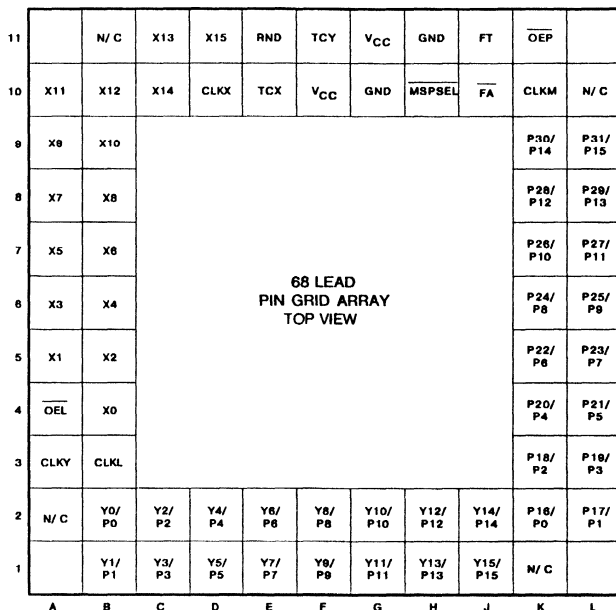 11 N/C X13 X15 RND TCY VCC GND FT OEP
10 X11 X12 X14 CLKX TCX VCC GND MSPSEL FA CLKM N/C
9 X9 X10 P30/P14 P31/P15
8 X7 X8 P28/P12 P29/P13
7 X5 X6 P26/P10 P27/P11
68 LEAD
PIN GRID ARRAY
TOP VIEW
6 X3 X4 P24/P8 P25/P9
5 X1 X2 P22/P6 P23/P7
4 OEL X0 P20/P4 P21/P5
3 CLKY CLKL P18/P2 P19/P3
2 N/C Y0/P0 Y2/P2 Y4/P4 Y6/P6 Y8/P8 Y10/P10 Y12/P12 Y14/P14 P16/P0 P17/P1
1 Y1/P1 Y3/P3 Y5/P5 Y7/P7 Y9/P9 Y11/P11 Y13/P13 Y15/P15 N/C
A B C D E F G H J K L